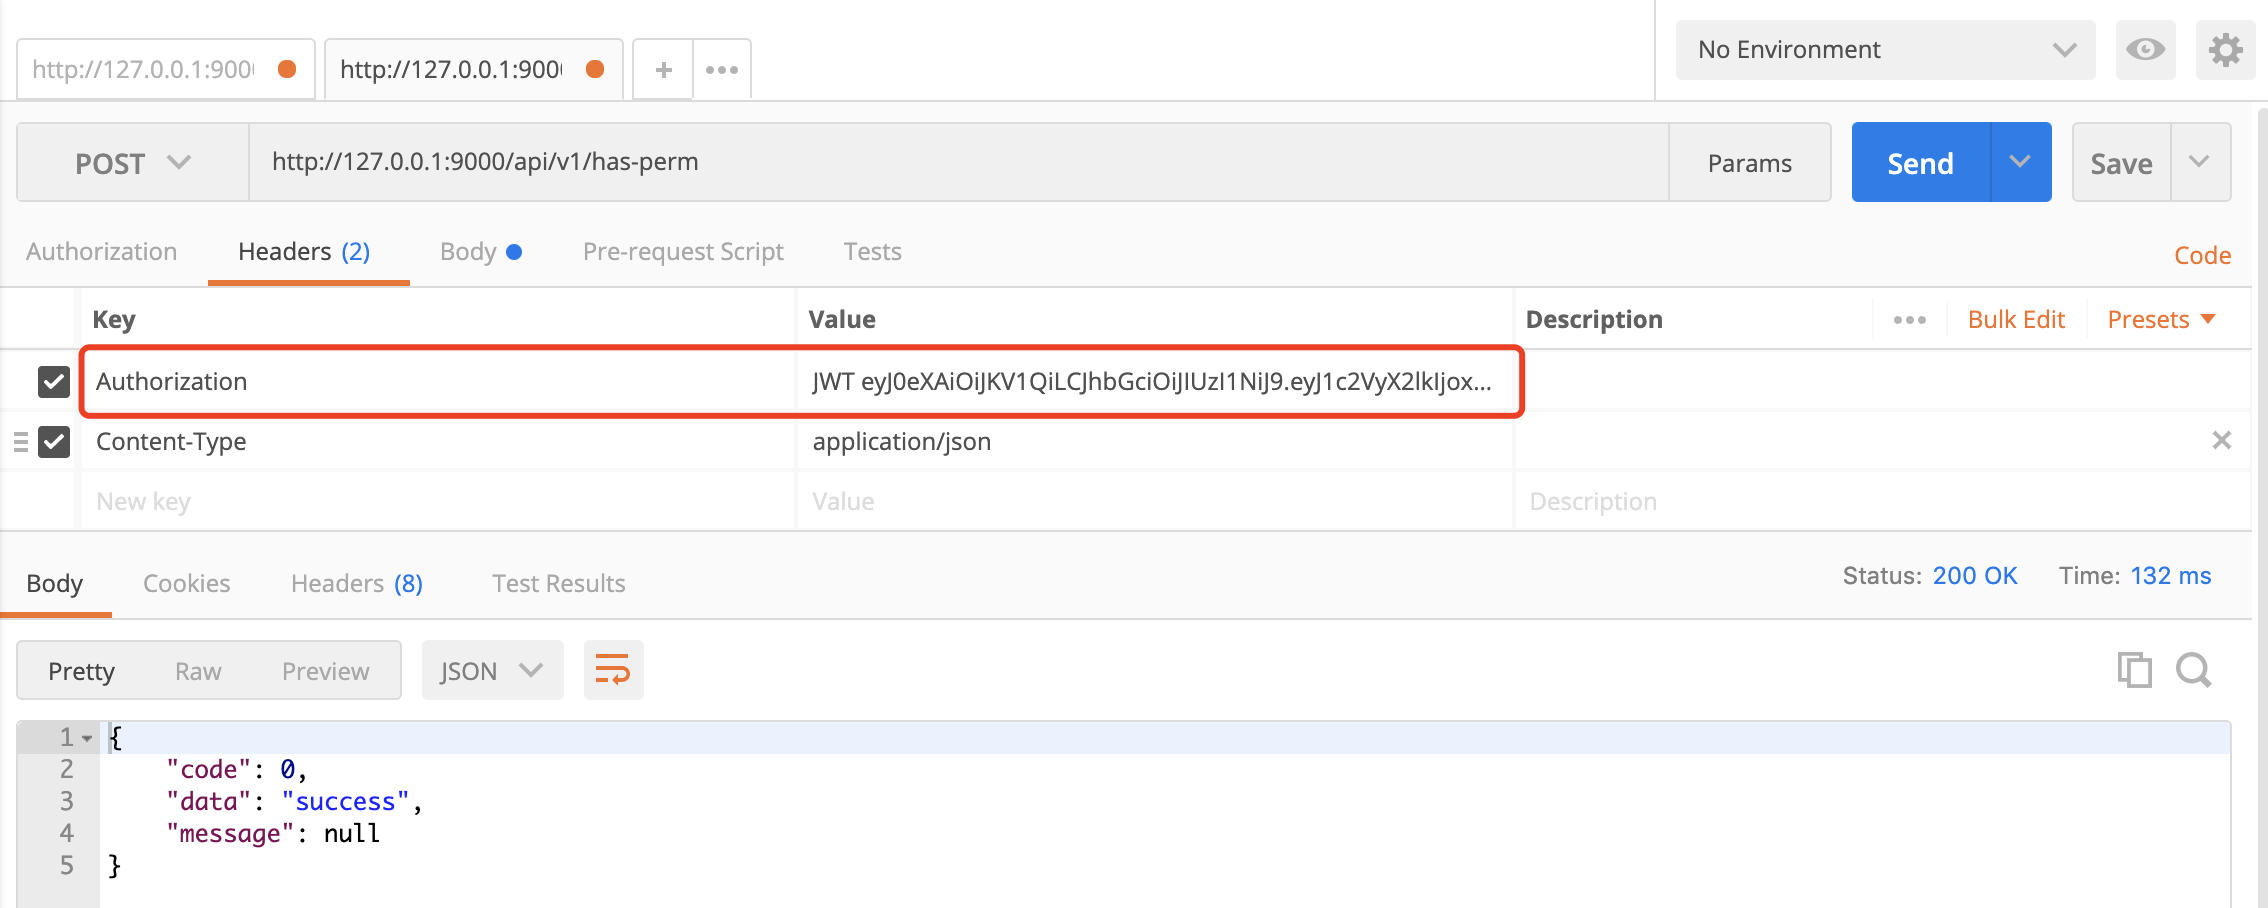 http://127.0.0.1:900 http://127.0.0.1:900 + ••• No Environment
POST http://127.0.0.1:9000/api/v1/has-perm Params Send Save
Authorization Headers (2) Body Pre-request Script Tests Code
Key Value Description ••• Bulk Edit Presets
Authorization JWT eyJ0eXAiOiJKV1QiLCJhbGciOiJIUzI1NiJ9.eyJ1c2VyX2lkIjox...
Content-Type application/json
New key Value Description
Body Cookies Headers (8) Test Results Status: 200 OK Time: 132 ms
Pretty Raw Preview JSON
1 {
2 "code": 0,
3 "data": "success",
4 "message": null
5 }